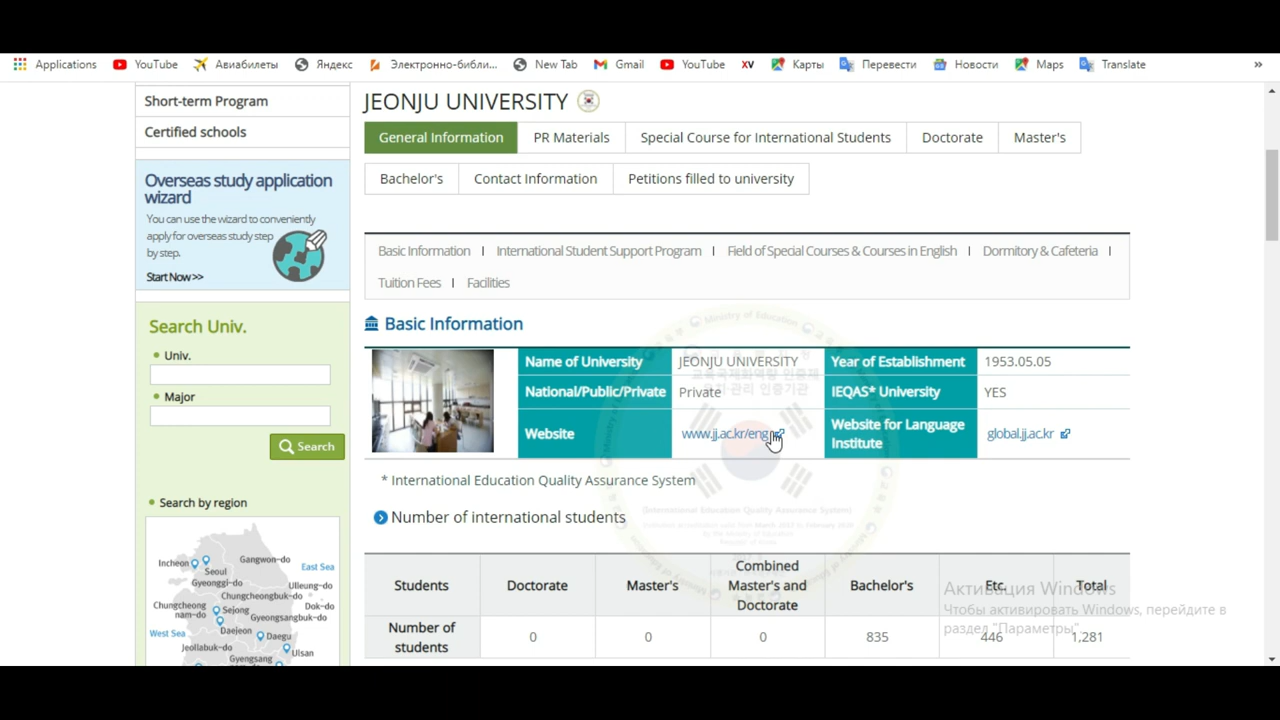 Applications YouTube Авиабилеты Яндекс Электронно-библи... New Tab Gmail YouTube XV Карты Перевести Новости Maps Translate »
Short-term Program
Certified schools
Overseas study application
wizard
You can use the wizard to conveniently
apply for overseas study step
by step.
Start Now >>
Search Univ.
Univ.
Major
Search
Search by region
Incheon
Seoul
Gangwon-do
East Sea
Gyeonggi-do
Ulleung-do
Chungcheongbuk-do
Chungcheong
nam-do
Sejong
Dok-do
Gyeongsangbuk-do
West Sea
Daejeon
Daegu
Jeollabuk-do
Ulsan
Gyengsang
JEONJU UNIVERSITY
General Information PR Materials Special Course for International Students Doctorate Master's
Bachelor's Contact Information Petitions filled to university
Basic Information | International Student Support Program | Field of Special Courses & Courses in English | Dormitory & Cafeteria |
Tuition Fees | Facilities
Basic Information
Name of University JEONJU UNIVERSITY Year of Establishment 1953.05.05
National/Public/Private Private IEQAS* University YES
Website www.jj.ac.kr/eng Website for Language
Institute global.jj.ac.kr
* International Education Quality Assurance System
Number of international students
Students Doctorate Master's Combined
Master's and
Doctorate Bachelor's Etc. Total
Number of
students 0 0 0 835 446 1,281
Активация Windows
Чтобы активировать Windows, перейдите в
раздел "Параметры".